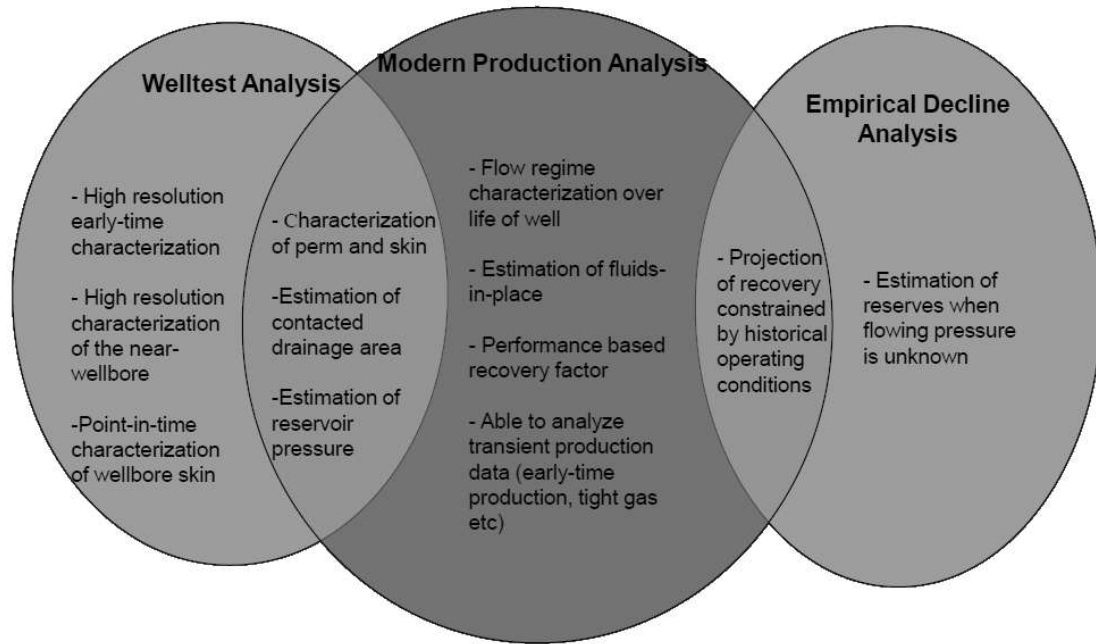 Welltest Analysis
- High resolution
early-time
characterization
- High resolution
characterization
of the near-
wellbore
-Point-in-time
characterization
of wellbore skin
- Characterization
of perm and skin
-Estimation of
contacted
drainage area
-Estimation of
reservoir
pressure
Modern Production Analysis
- Flow regime
characterization over
life of well
- Estimation of fluids-
in-place
- Performance based
recovery factor
- Able to analyze
transient production
data (early-time
production, tight gas
etc)
- Projection
of recovery
constrained
by historical
operating
conditions
Empirical Decline
Analysis
- Estimation of
reserves when
flowing pressure
is unknown